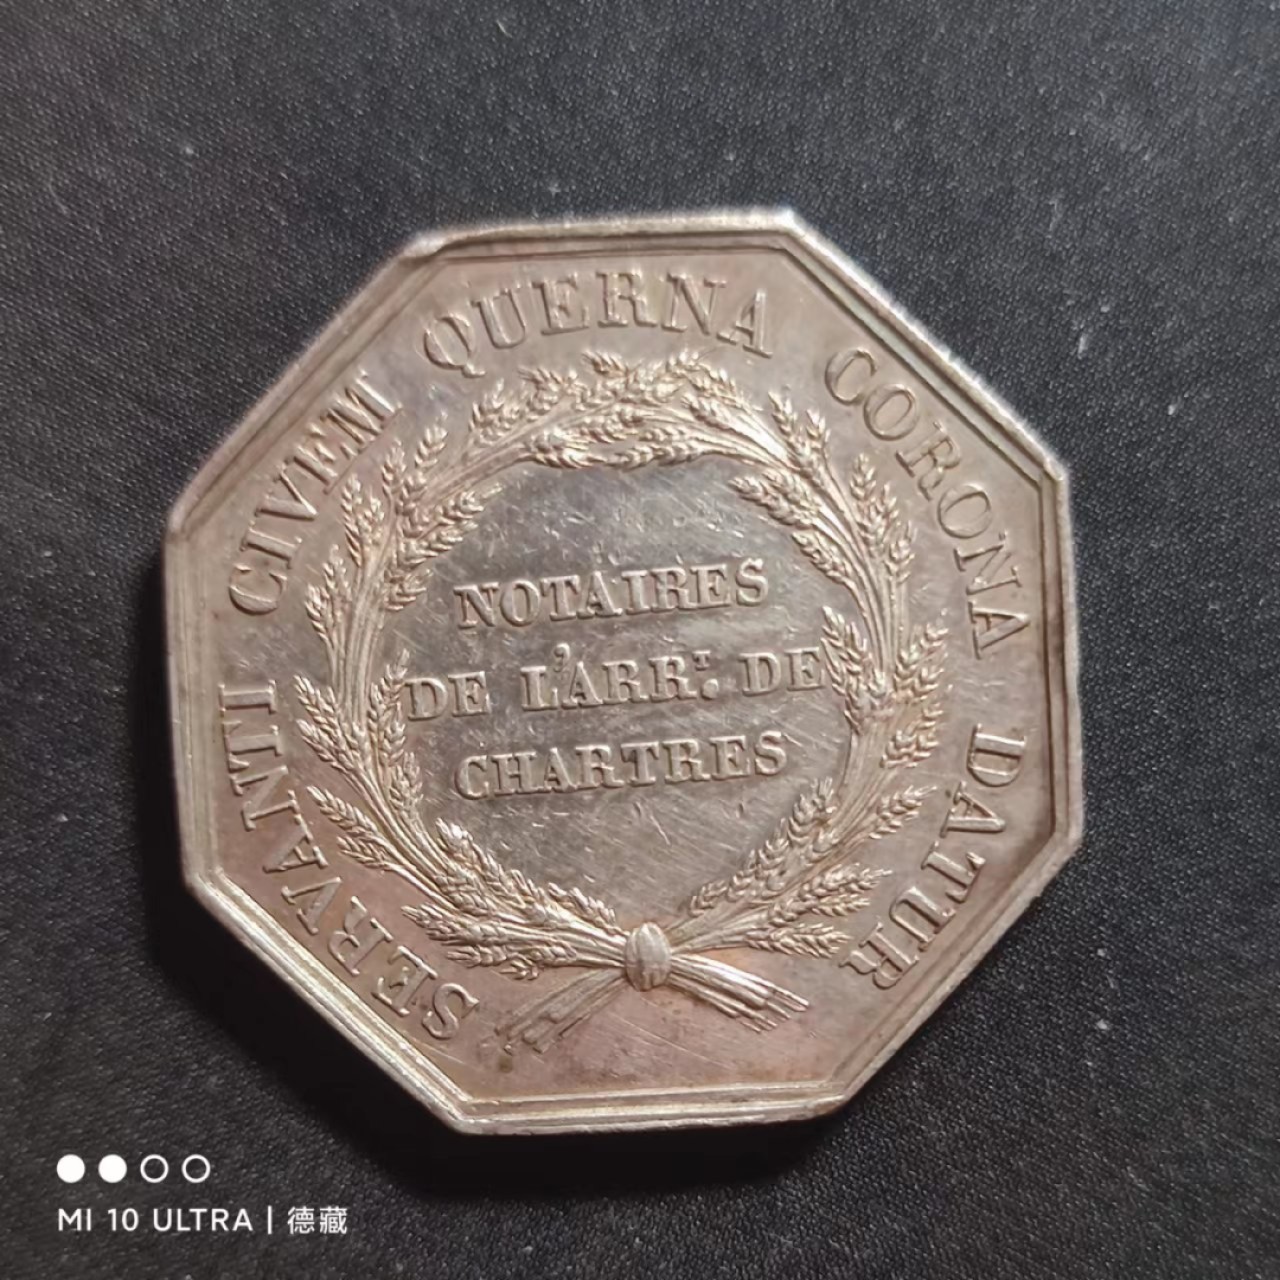 SERVANTI CIVEM QUERNA CORONA DATUR
NOTAIRES
DE L'ARR.T DE
CHARTRES
MI 10 ULTRA | 德藏